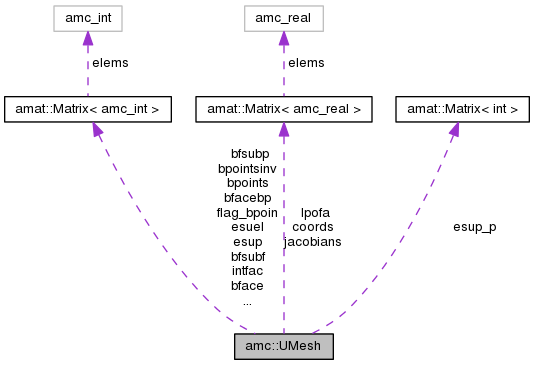 amc_int
amc_real
elems
elems
amat::Matrix< amc_int >
amat::Matrix< amc_real >
amat::Matrix< int >
bfsubp
bpointsinv
bpoints
bfacebp
flag_bpoin
esuel
esup
bfsubf
intfac
bface
...
lpofa
coords
jacobians
esup_p
amc::UMesh